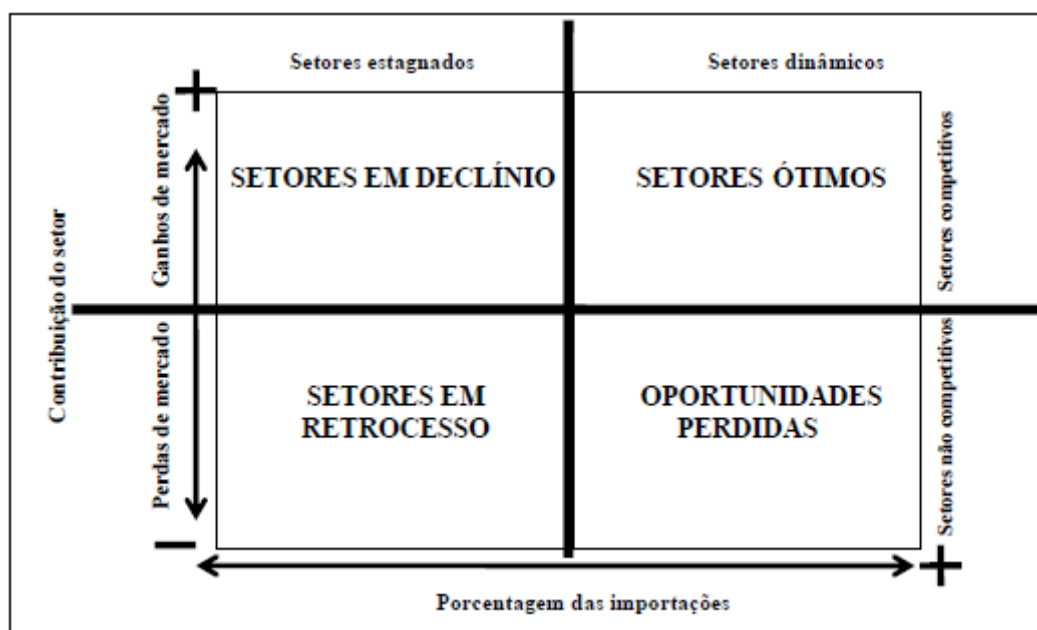 Setores estagnados
Setores dinâmicos
Contribuição do setor
Ganhos de mercado
Perdas de mercado
SETORES EM DECLÍNIO
SETORES ÓTIMOS
SETORES EM
RETROCESSO
OPORTUNIDADES
PERDIDAS
Setores competitivos
Setores não competitivos
Porcentagem das importações